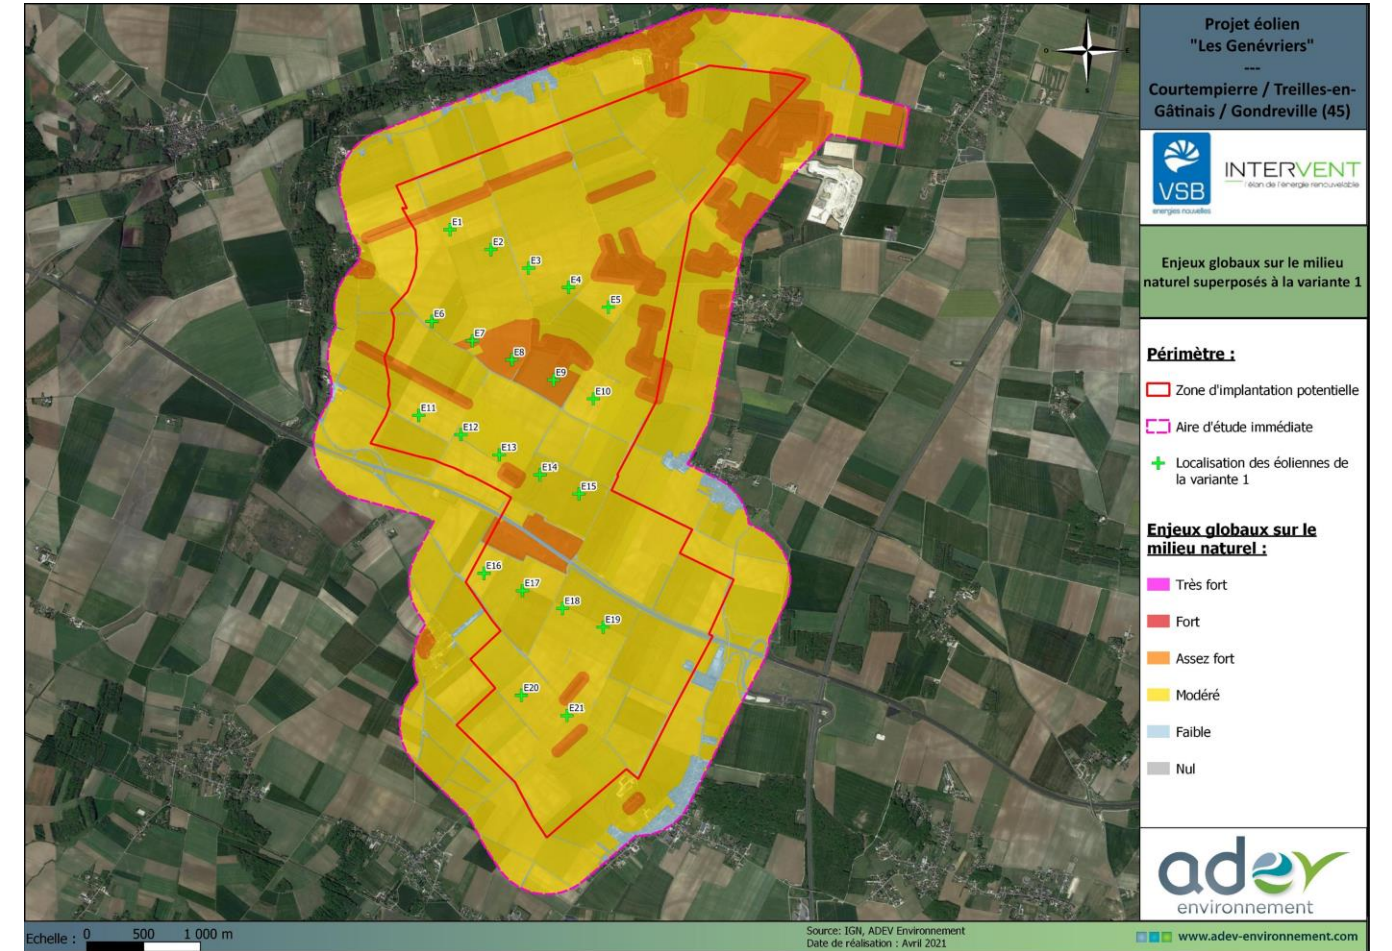 Projet éolien
"Les Genévriers"
---
Courtempierre / Treilles-en-
Gâtinais / Gondreville (45)
VSB
energies nouvelles
INTERVENT
l'élan de l'énergie renouvelable
Enjeux globaux sur le milieu
naturel superposés à la variante 1
Périmètre :
Zone d'implantation potentielle
Aire d'étude immédiate
Localisation des éoliennes de
la variante 1
Enjeux globaux sur le
milieu naturel :
Très fort
Fort
Assez fort
Modéré
Faible
Nul
adev
environnement
www.adev-environnement.com
E1
E2
E3
E4
E5
E6
E7
E8
E9
E10
E11
E12
E13
E14
E15
E16
E17
E18
E19
E20
E21
Echelle : 0 500 1 000 m
Source: IGN, ADEV Environnement
Date de réalisation : Avril 2021